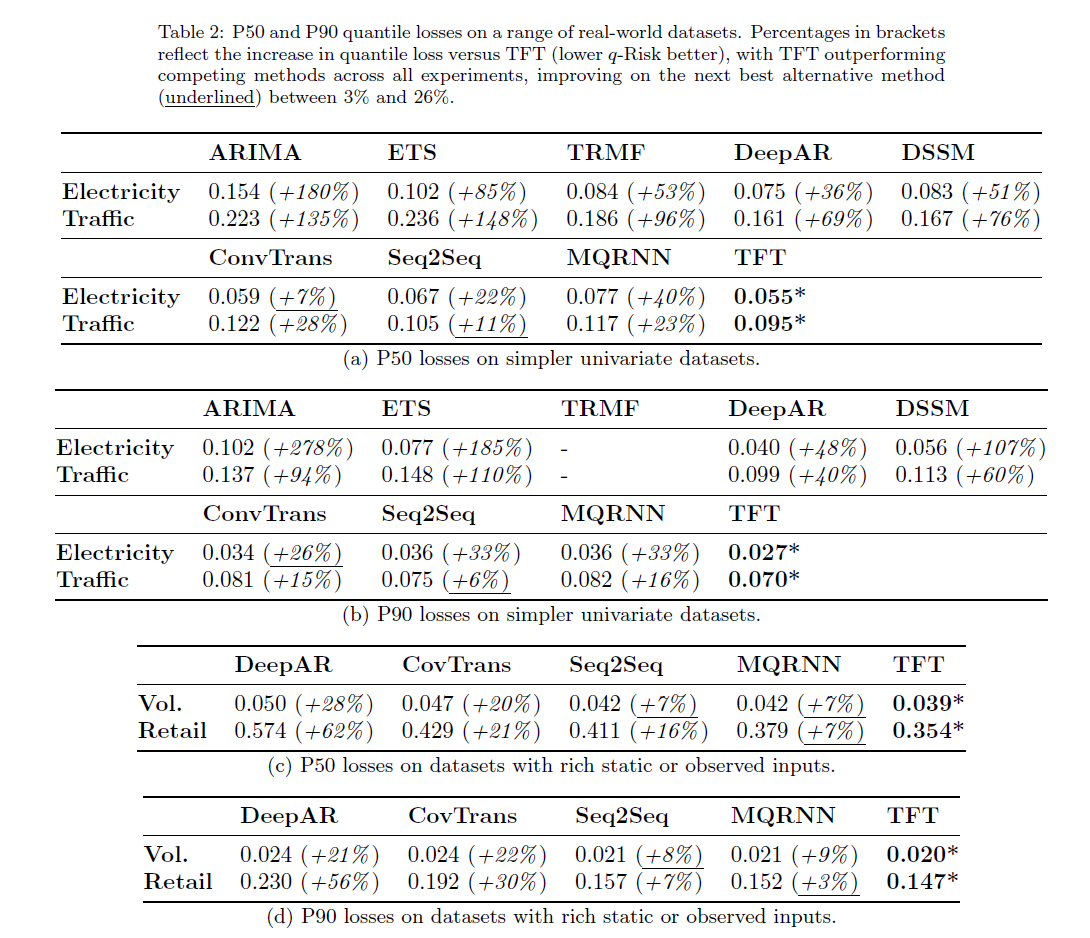 Table 2: P50 and P90 quantile losses on a range of real-world datasets. Percentages in brackets
reflect the increase in quantile loss versus TFT (lower q-Risk better), with TFT outperforming
competing methods across all experiments, improving on the next best alternative method
(underlined) between 3% and 26%.
ARIMA ETS TRMF DeepAR DSSM
Electricity 0.154 (+180%) 0.102 (+85%) 0.084 (+53%) 0.075 (+36%) 0.083 (+51%)
Traffic 0.223 (+135%) 0.236 (+148%) 0.186 (+96%) 0.161 (+69%) 0.167 (+76%)
ConvTrans Seq2Seq MQRNN TFT
Electricity 0.059 (+7%) 0.067 (+22%) 0.077 (+40%) 0.055*
Traffic 0.122 (+28%) 0.105 (+11%) 0.117 (+23%) 0.095*
(a) P50 losses on simpler univariate datasets.
ARIMA ETS TRMF DeepAR DSSM
Electricity 0.102 (+278%) 0.077 (+185%) - 0.040 (+48%) 0.056 (+107%)
Traffic 0.137 (+94%) 0.148 (+110%) - 0.099 (+40%) 0.113 (+60%)
ConvTrans Seq2Seq MQRNN TFT
Electricity 0.034 (+26%) 0.036 (+33%) 0.036 (+33%) 0.027*
Traffic 0.081 (+15%) 0.075 (+6%) 0.082 (+16%) 0.070*
(b) P90 losses on simpler univariate datasets.
DeepAR CovTrans Seq2Seq MQRNN TFT
Vol. 0.050 (+28%) 0.047 (+20%) 0.042 (+7%) 0.042 (+7%) 0.039*
Retail 0.574 (+62%) 0.429 (+21%) 0.411 (+16%) 0.379 (+7%) 0.354*
(c) P50 losses on datasets with rich static or observed inputs.
DeepAR CovTrans Seq2Seq MQRNN TFT
Vol. 0.024 (+21%) 0.024 (+22%) 0.021 (+8%) 0.021 (+9%) 0.020*
Retail 0.230 (+56%) 0.192 (+30%) 0.157 (+7%) 0.152 (+3%) 0.147*
(d) P90 losses on datasets with rich static or observed inputs.